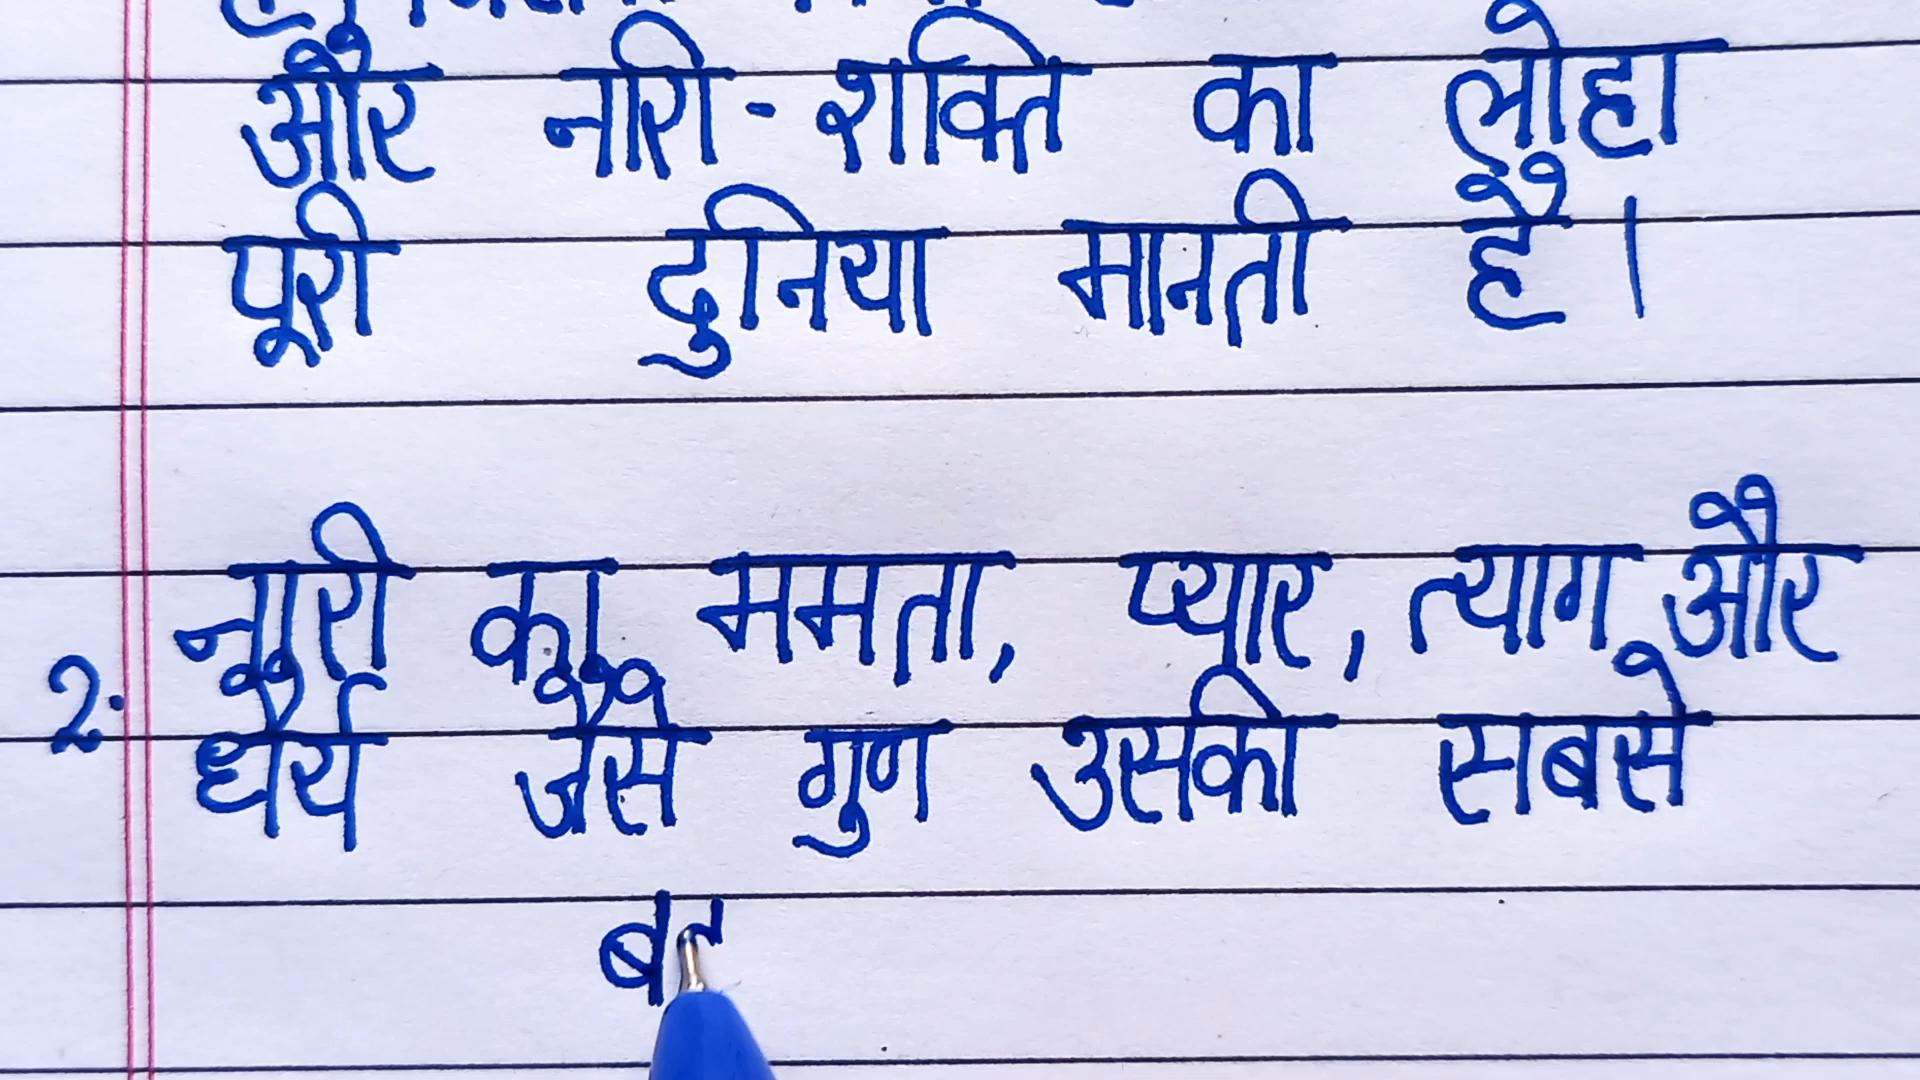 और नारी-शक्ति का लोहा
पूरी दुनिया मानती है।
2. नारी का ममता, प्यार, त्याग और
धैर्य जैसे गुण उसकी सबसे